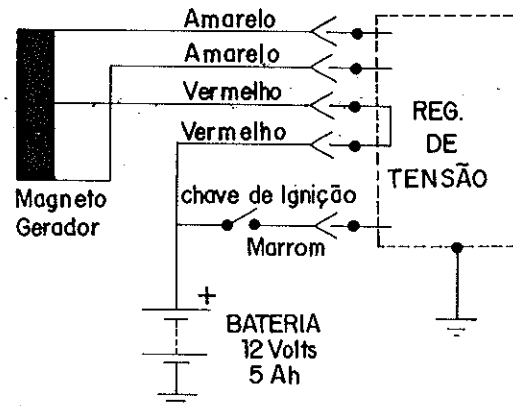 Amarelo
Amarelo
Vermelho
Vermelho
REG.
DE
TENSÃO
Magneto
Gerador
chave de Ignição
Marrom
+
BATERIA
12 Volts
5 Ah